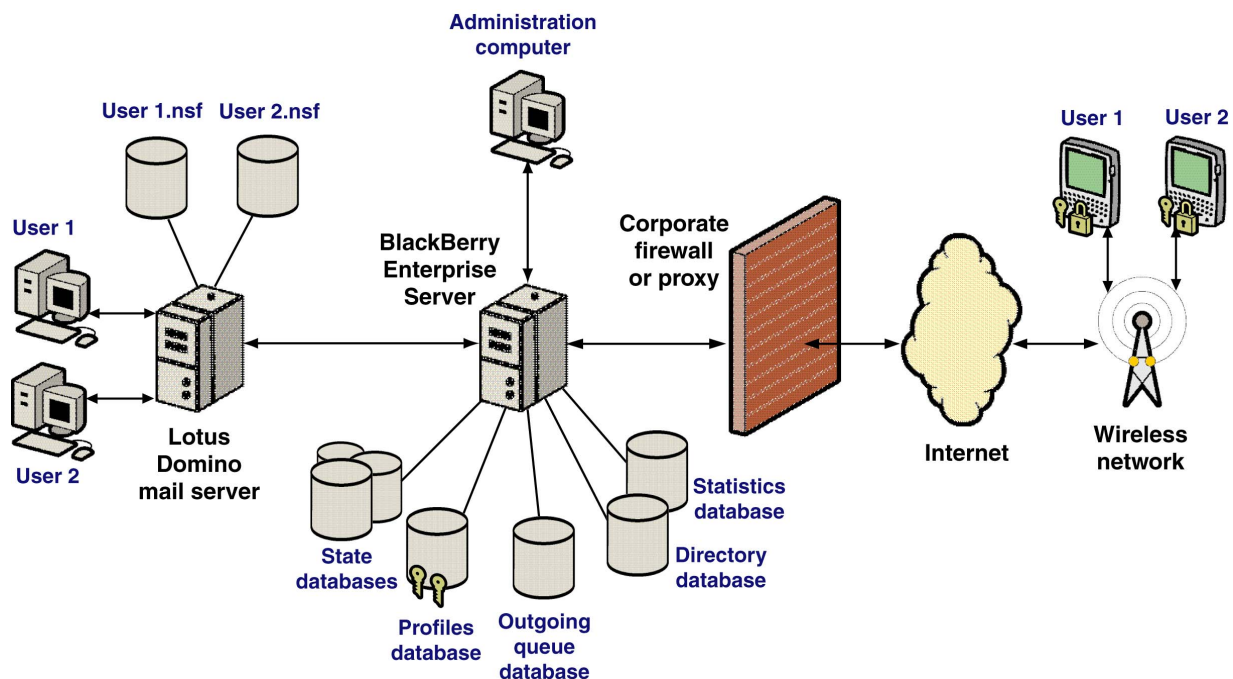 Administration
computer
User 1.nsf
User 2.nsf
User 1
User 2
User 1
BlackBerry
Enterprise
Server
Corporate
firewall
or proxy
User 2
Lotus
Domino
mail server
Internet
Wireless
network
State
databases
Profiles
database
Outgoing
queue
database
Directory
database
Statistics
database